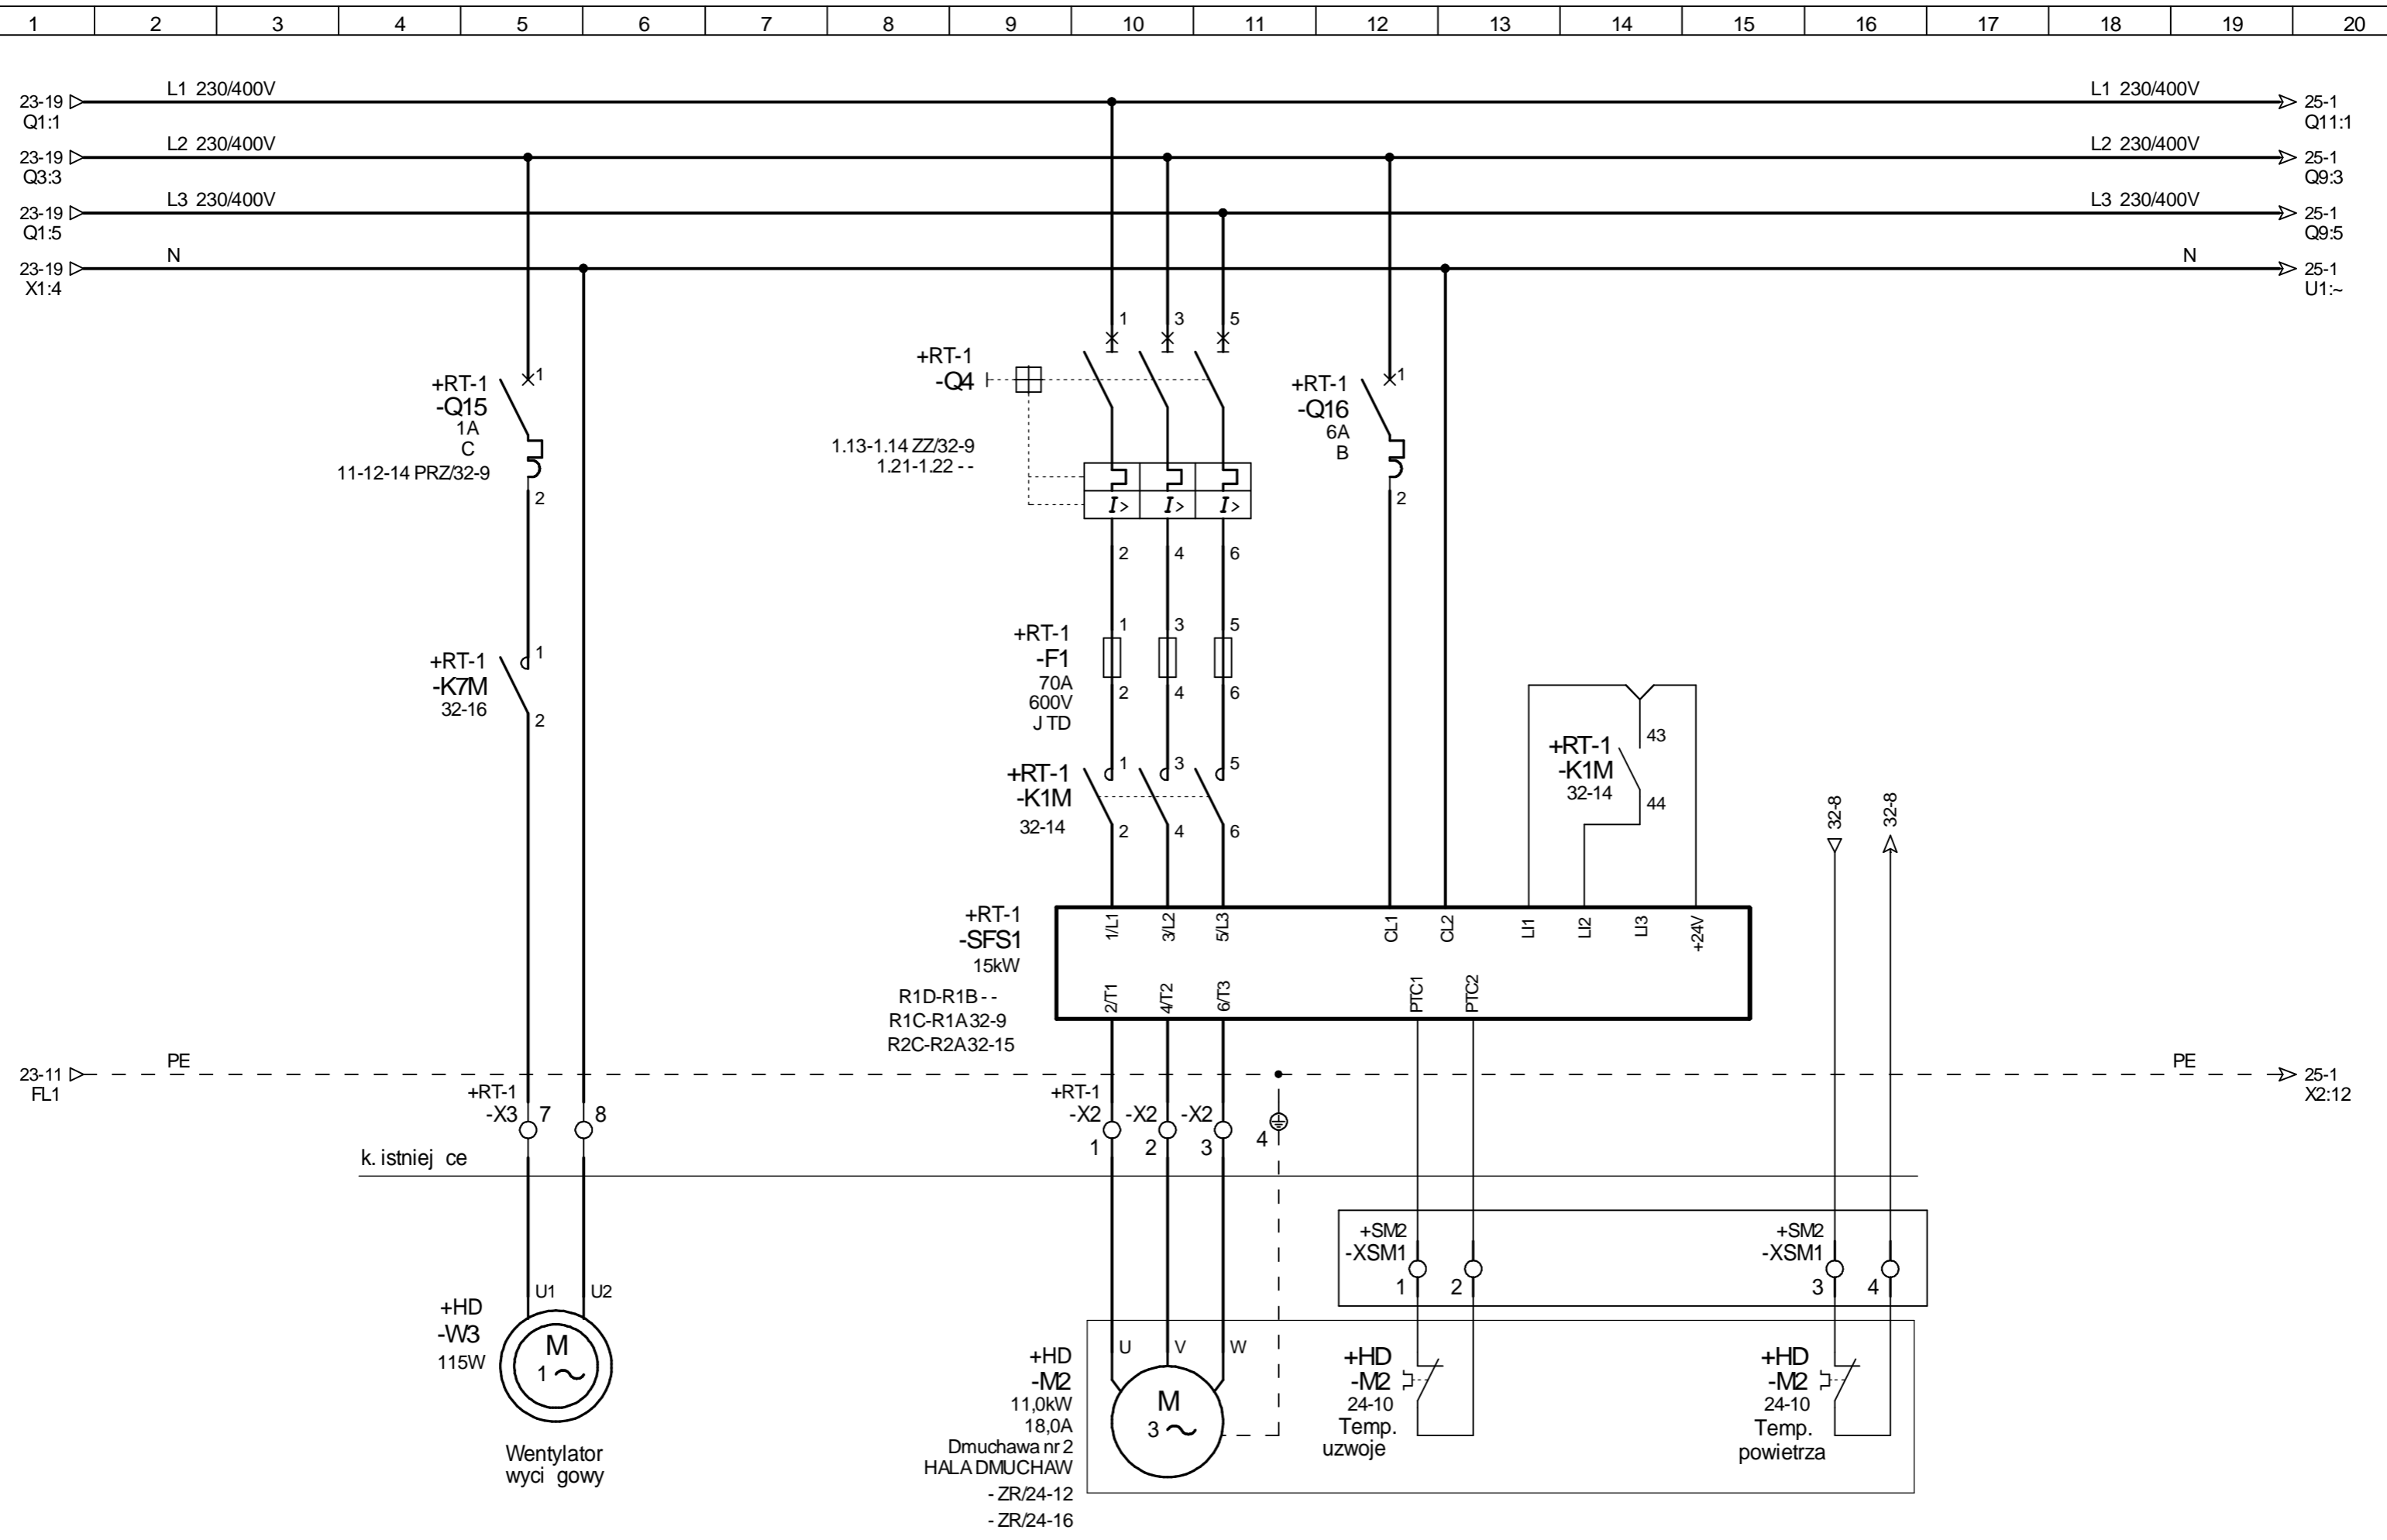 1 2 3 4 5 6 7 8 9 10 11 12 13 14 15 16 17 18 19 20
L1 230/400V
L1 230/400V
23-19
Q1:1
25-1
Q11:1
L2 230/400V
L2 230/400V
23-19
Q3:3
25-1
Q9:3
L3 230/400V
L3 230/400V
23-19
Q1:5
25-1
Q9:5
N
N
23-19
X1:4
25-1
U1:~
+RT-1
-Q15
1A
C
11-12-14 PRZ/32-9
1
2
+RT-1
-Q4
1.13-1.14 ZZ/32-9
1.21-1.22 - -
1 3 5
I> I> I>
2 4 6
+RT-1
-Q16
6A
B
1
2
+RT-1
-K7M
32-16
1
2
+RT-1
-F1
70A
600V
JTD
1 3 5
2 4 6
+RT-1
-K1M
32-14
1 3 5
2 4 6
+RT-1
-K1M
32-14
43
44
32-8
32-8
+RT-1
-SFS1
15kW
R1D-R1B - -
R1C-R1A32-9
R2C-R2A32-15
1/L1 3/L2 5/L3 CL1 CL2 LI1 LI2 LI3 +24V
2/T1 4/T2 6/T3 PTC1 PTC2
PE
PE
23-11
FL1
25-1
X2:12
+RT-1
-X3 7 8
+RT-1
-X2 -X2 -X2
1 2 3 4
k. istniej ce
+SM2
-XSM1
1 2
+SM2
-XSM1
3 4
U1 U2
+HD
-W3
115W
M
1
Wentylator
wyci gowy
U V W
+HD
-M2
11,0kW
18,0A
Dmuchawa nr 2
HALA DMUCHAW
- ZR/24-12
- ZR/24-16
M
3
+HD
-M2
24-10
Temp.
uzwoje
+HD
-M2
24-10
Temp.
powietrza